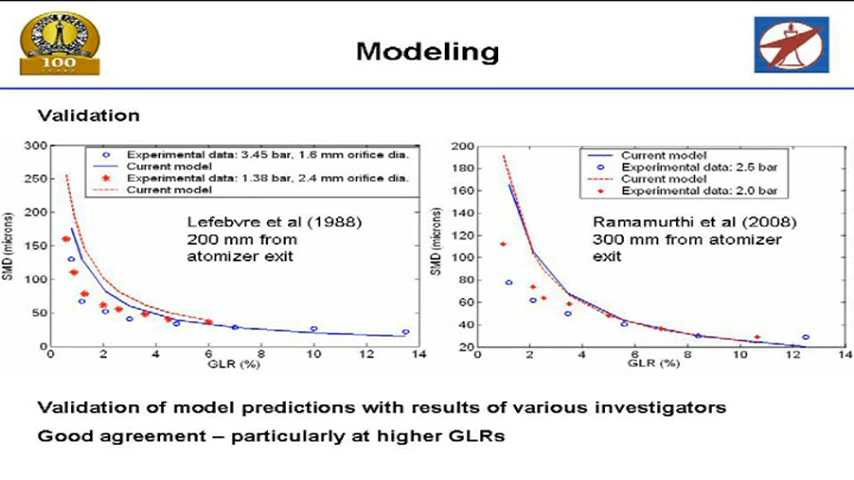 100
YEARS
Modeling
Validation
300
250
200
150
100
50
0
SMD (microns)
Experimental data: 3.45 bar, 1.6 mm orifice dia.
Current model
Experimental data: 1.38 bar, 2.4 mm orifice dia.
Current model
Lefebvre et al (1988)
200 mm from
atomizer exit
0 2 4 6 8 10 12 14
GLR (%)
200
180
160
140
120
100
80
60
40
20
SMD (microns)
Current model
Experimental data: 2.5 bar
Current model
Experimental data: 2.0 bar
Ramamurthi et al (2008)
300 mm from atomizer
exit
0 2 4 6 8 10 12 14
GLR (%)
Validation of model predictions with results of various investigators
Good agreement – particularly at higher GLRs